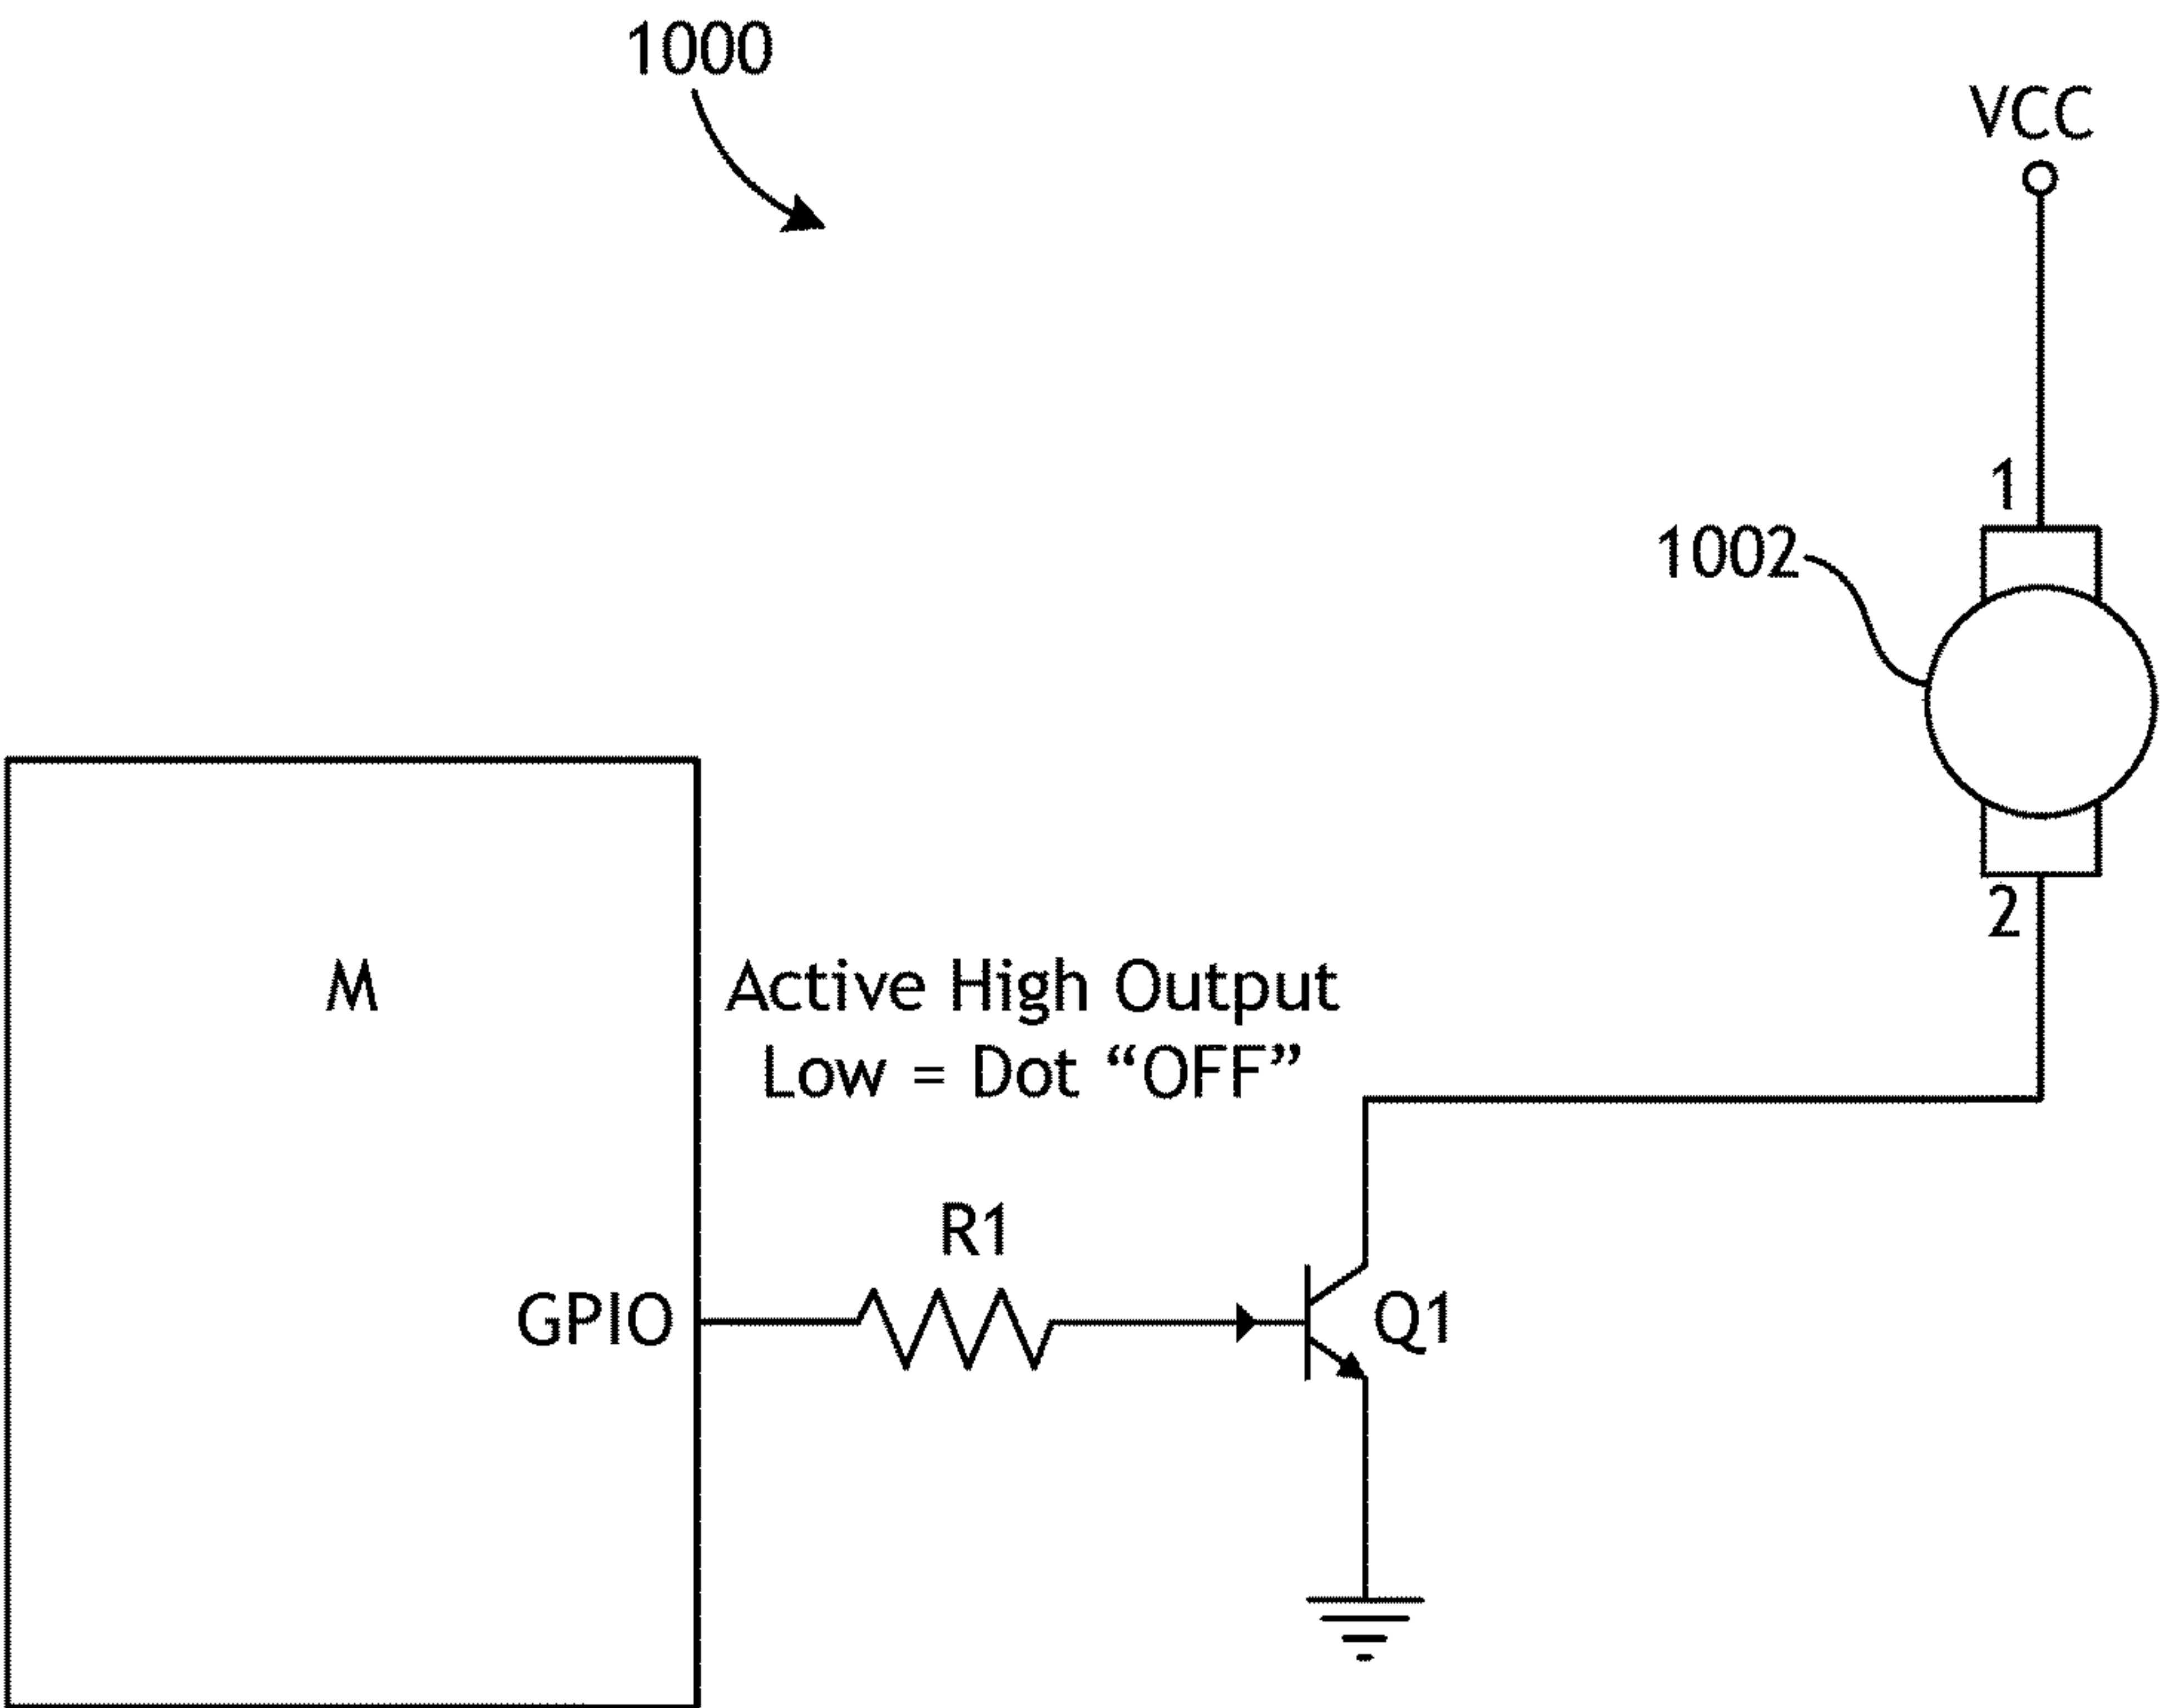 1000
VCC
1
1002
2
M
Active High Output
Low = Dot “OFF”
R1
GPIO
Q1